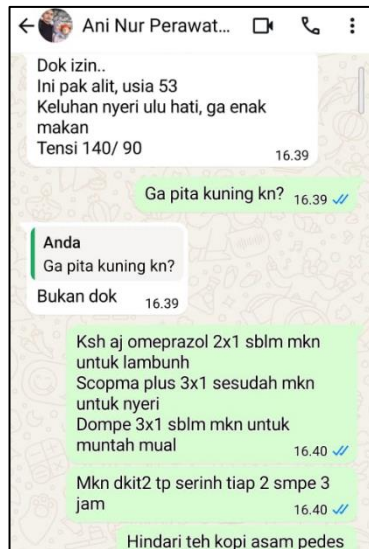 Ani Nur Perawat...
Dok izin..
Ini pak alit, usia 53
Keluhan nyeri ulu hati, ga enak
makan
Tensi 140/ 90
16.39
Ga pita kuning kn? 16.39
Anda
Ga pita kuning kn?
Bukan dok 16.39
Ksh aj omeprazol 2x1 sblm mkn
untuk lambunh
Scopma plus 3x1 sesudah mkn
untuk nyeri
Dompe 3x1 sblm mkn untuk
muntah mual
16.40
Mkn dkit2 tp serinh tiap 2 smpe 3
jam
16.40
Hindari teh kopi asam pedes